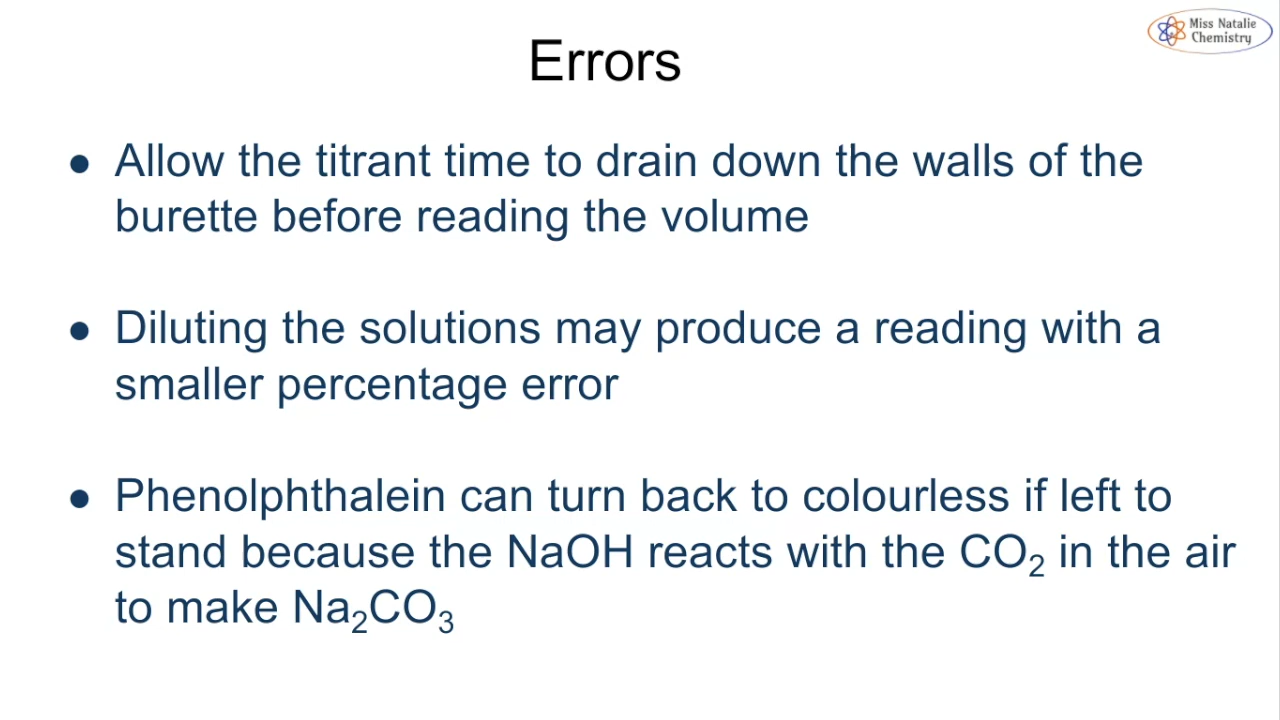 Miss Natalie
Chemistry
Errors
● Allow the titrant time to drain down the walls of the
burette before reading the volume
● Diluting the solutions may produce a reading with a
smaller percentage error
● Phenolphthalein can turn back to colourless if left to
stand because the NaOH reacts with the CO₂ in the air
to make Na₂CO₃